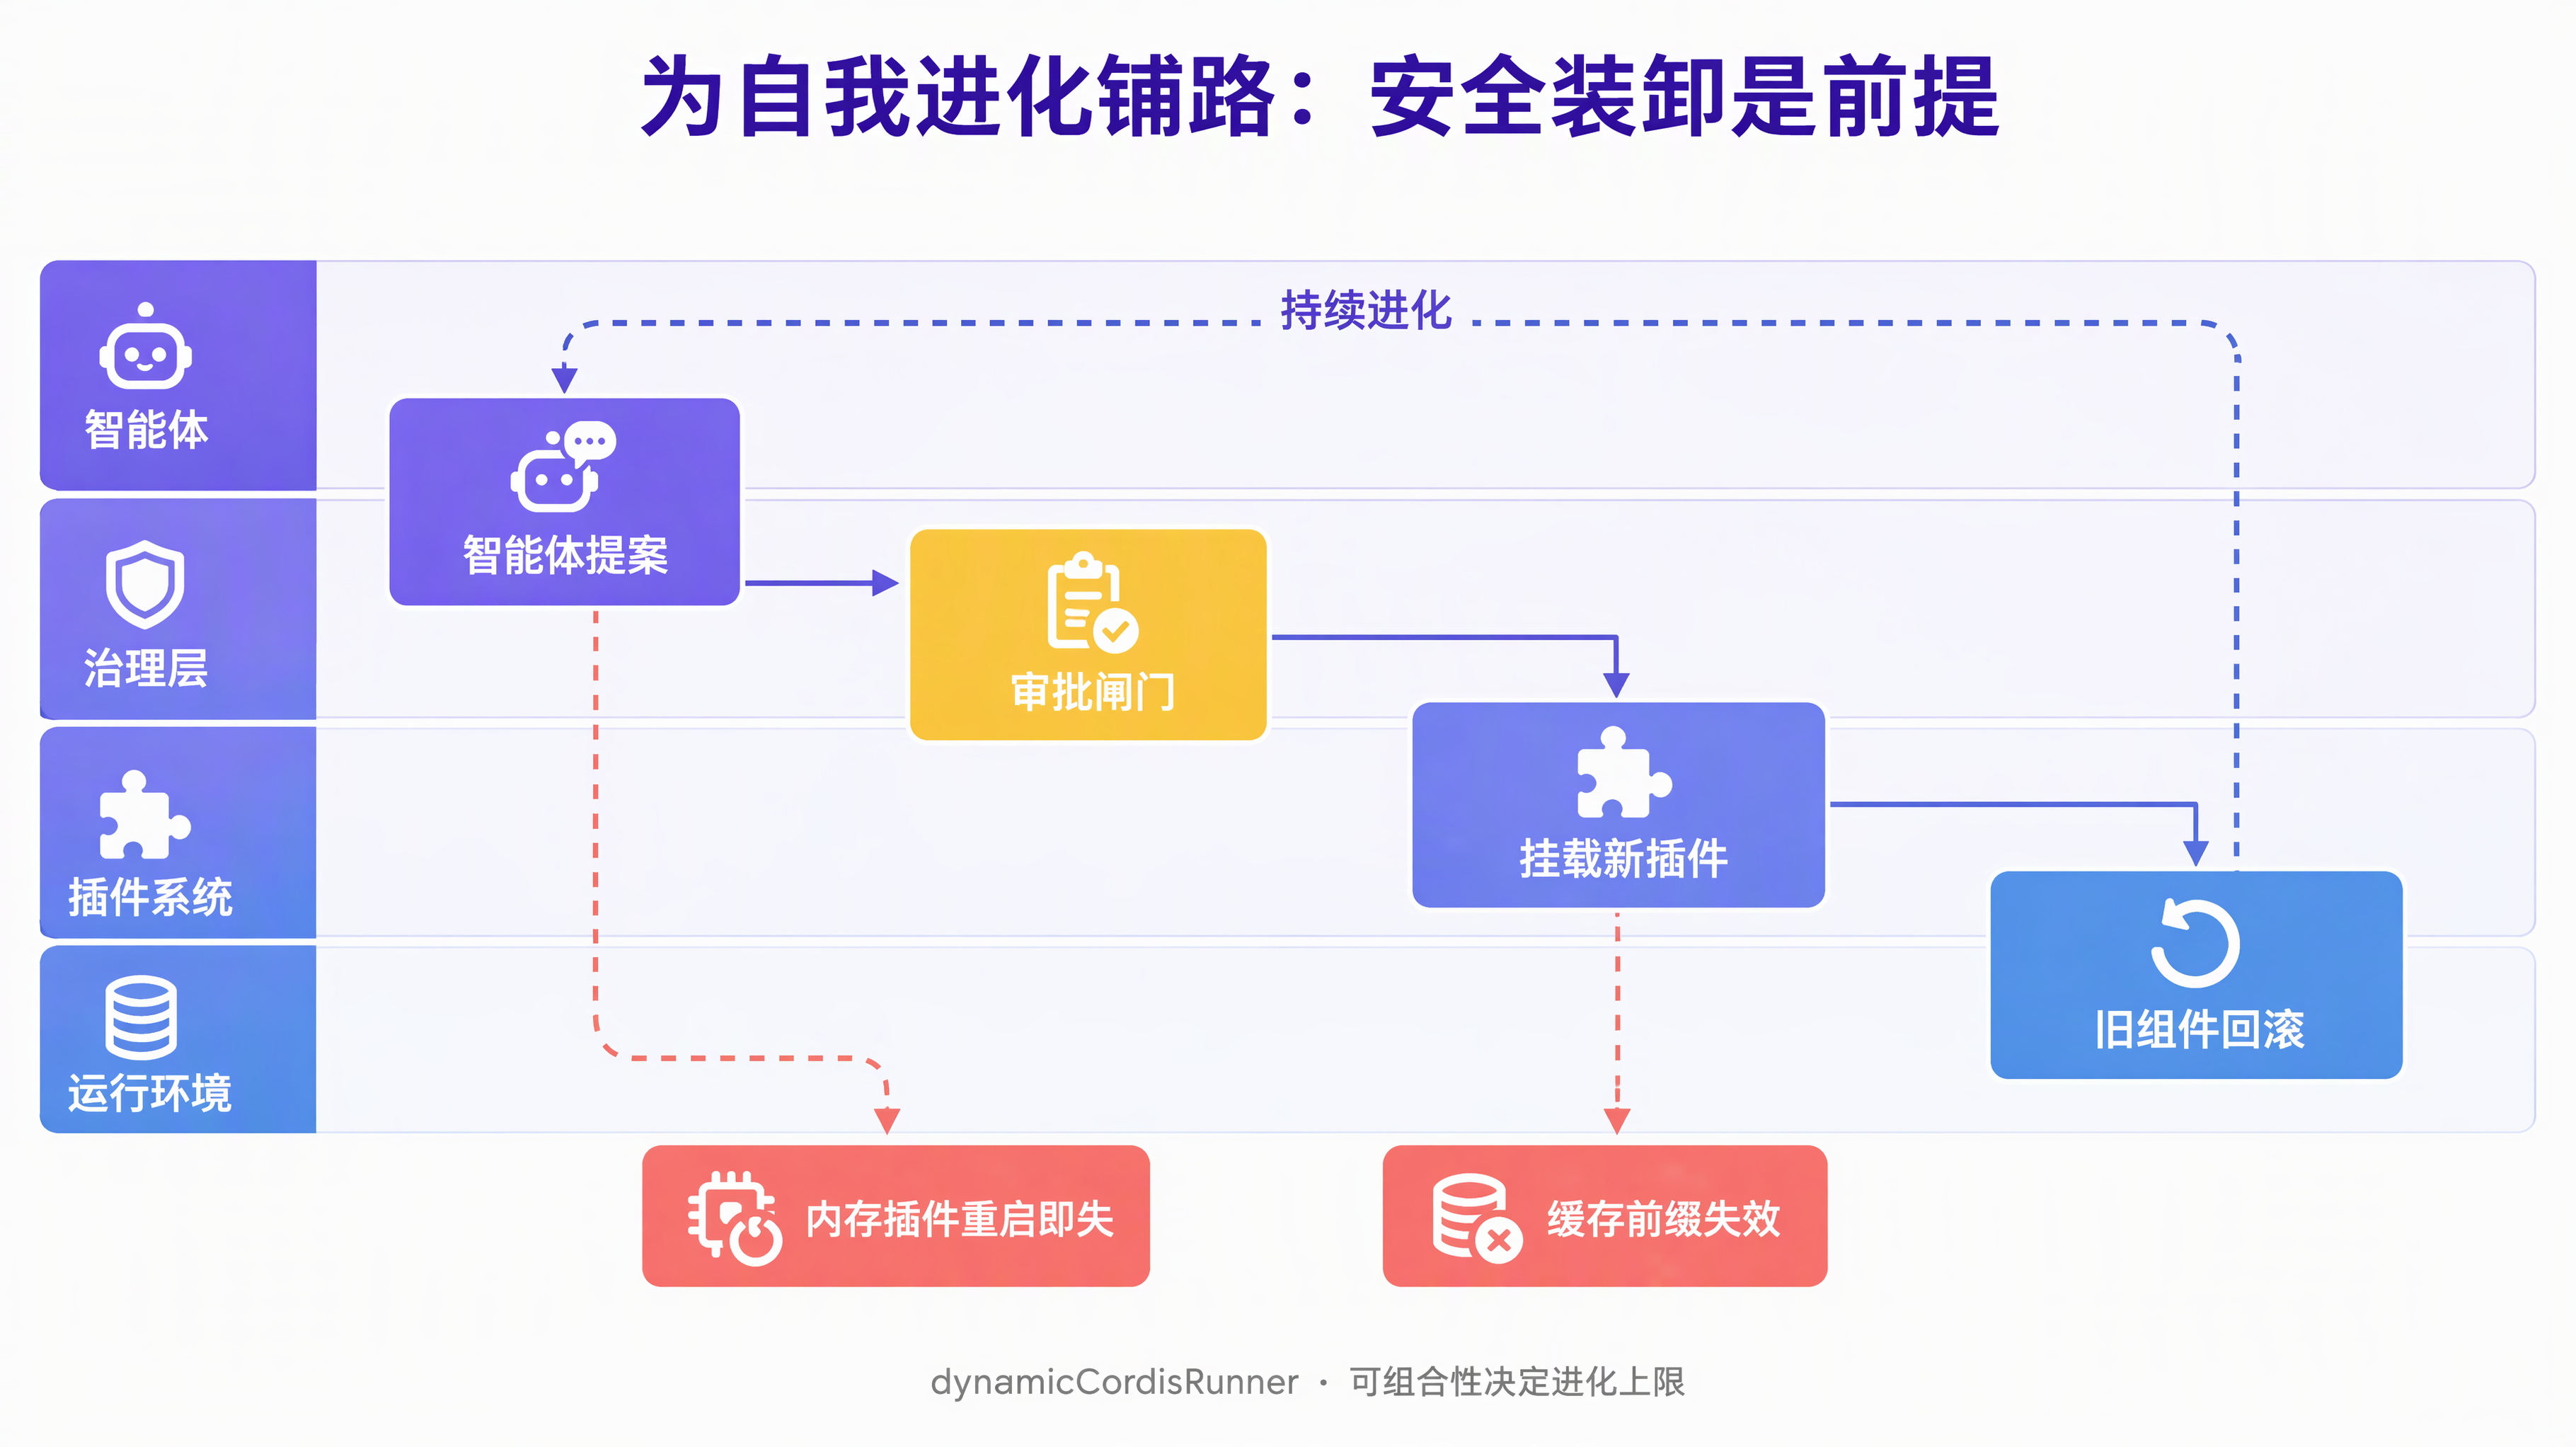 为自我进化铺路：安全装卸是前提
持续进化
智能体
智能体提案
治理层
审批闸门
插件系统
挂载新插件
运行环境
旧组件回滚
内存插件重启即失
缓存前缀失效
dynamicCordisRunner · 可组合性决定进化上限